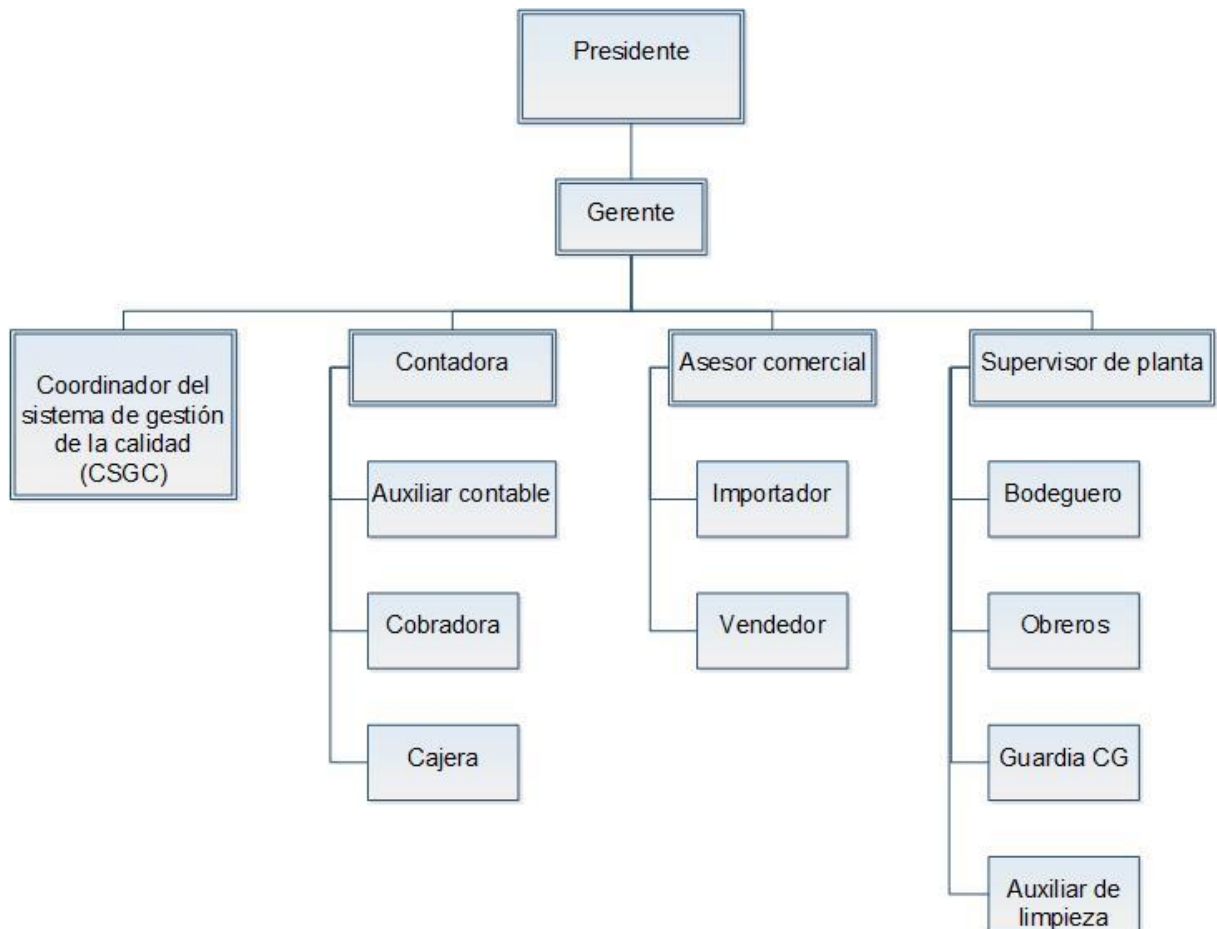 Presidente
Gerente
Coordinador del
sistema de gestión
de la calidad
(CSGC)
Contadora
Asesor comercial
Supervisor de planta
Auxiliar contable
Importador
Bodeguero
Cobradora
Vendedor
Obreros
Cajera
Guardia CG
Auxiliar de
limpieza